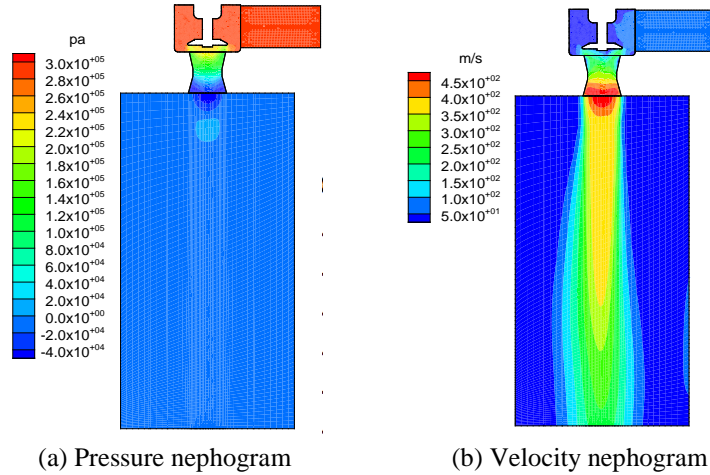 pa
3.0x10+05
2.8x10+05
2.6x10+05
2.4x10+05
2.2x10+05
2.0x10+05
1.8x10+05
1.6x10+05
1.4x10+05
1.2x10+05
1.0x10+05
8.0x10+04
6.0x10+04
4.0x10+04
2.0x10+04
0.0x10+00
-2.0x10+04
-4.0x10+04
(a) Pressure nephogram
m/s
4.5x10+02
4.0x10+02
3.5x10+02
3.0x10+02
2.5x10+02
2.0x10+02
1.5x10+02
1.0x10+02
5.0x10+01
(b) Velocity nephogram